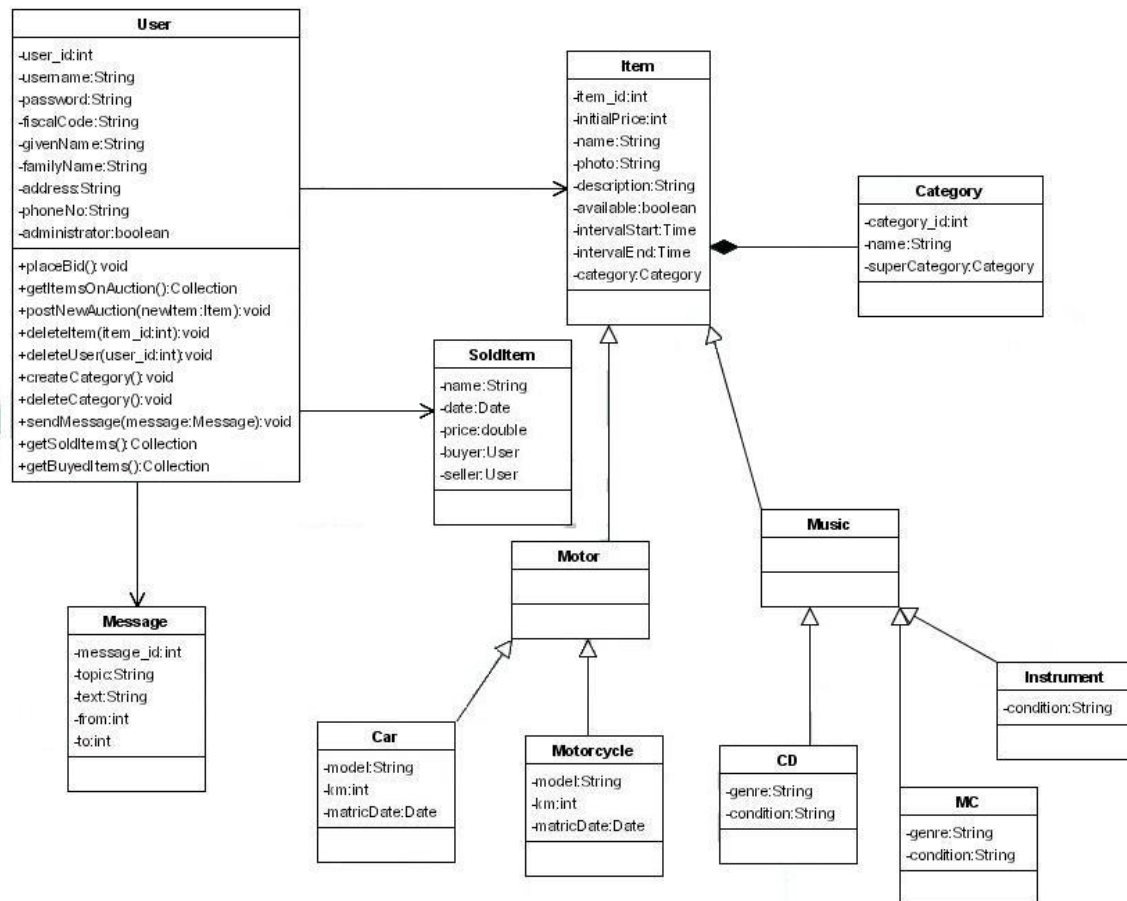 User
-user_id:int
-username:String
-password:String
-fiscalCode:String
-givenName:String
-familyName:String
-address:String
-phoneNo:String
-administrator:boolean
+placeBid():void
+getItemsOnAuction():Collection
+postNewAuction(newItem:Item):void
+deleteItem(item_id:int):void
+deleteUser(user_id:int):void
+createCategory():void
+deleteCategory():void
+sendMessage(message:Message):void
+getSoldItems():Collection
+getBuyedItems():Collection
Item
-item_id:int
-initialPrice:int
-name:String
-photo:String
-description:String
-available:boolean
-intervalStart:Time
-intervalEnd:Time
-category:Category
Category
-category_id:int
-name:String
-superCategory:Category
SoldItem
-name:String
-date:Date
-price:double
-buyer:User
-seller:User
Motor
Music
Message
-message_id:int
-topic:String
-text:String
-from:int
-to:int
Car
-model:String
-km:int
-matricDate:Date
Motorcycle
-model:String
-km:int
-matricDate:Date
CD
-genre:String
-condition:String
MC
-genre:String
-condition:String
Instrument
-condition:String